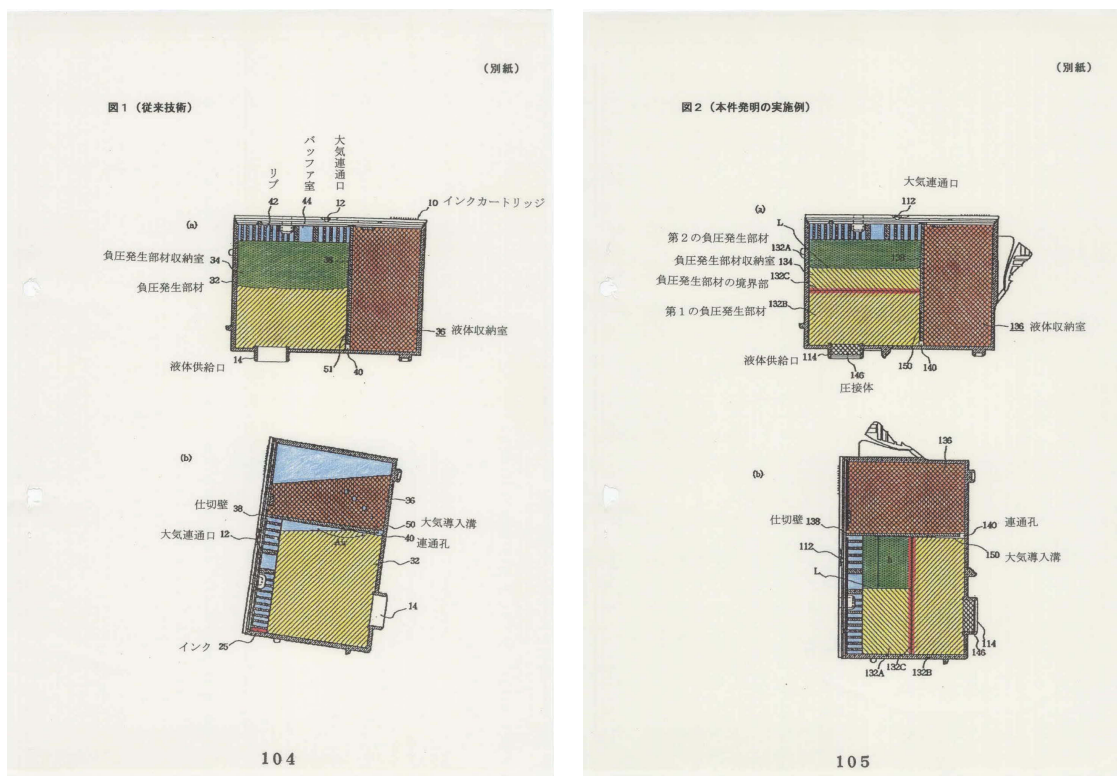 （別紙）
図１（従来技術）
大気連通口
バッファ室
リブ
42
44
12
10 インクカートリッジ
(a)
負圧発生部材収納室 34
38
32
負圧発生部材
36 液体収納室
14
液体供給口
51
40
(b)
仕切壁
38
36
50 大気導入溝
大気連通口 12
40
連通孔
32
14
インク 25
104
（別紙）
図２（本件発明の実施例）
大気連通口
112
(a)
L
第２の負圧発生部材
132A
138
負圧発生部材収納室 134
132C
負圧発生部材の境界部
第１の負圧発生部材 132B
136 液体収納室
114
液体供給口
146
圧接体
150
140
136
(b)
仕切壁
138
140
連通孔
112
150 大気導入溝
L
114
146
132A
132C
132B
105